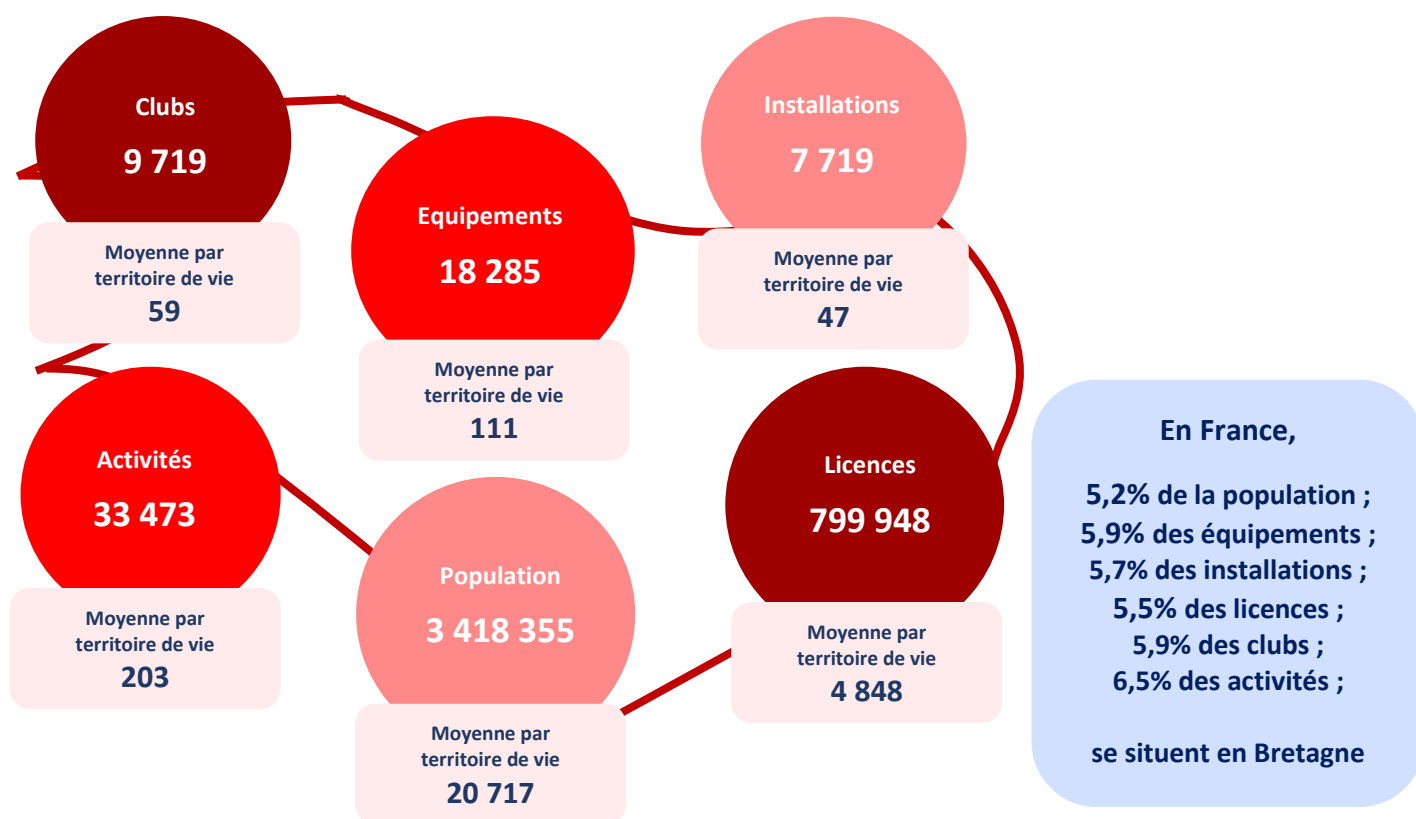 Clubs
9 719
Moyenne par
territoire de vie
59
Equipements
18 285
Moyenne par
territoire de vie
111
Installations
7 719
Moyenne par
territoire de vie
47
Activités
33 473
Moyenne par
territoire de vie
203
Population
3 418 355
Moyenne par
territoire de vie
20 717
Licences
799 948
Moyenne par
territoire de vie
4 848
En France,
5,2% de la population ;
5,9% des équipements ;
5,7% des installations ;
5,5% des licences ;
5,9% des clubs ;
6,5% des activités ;
se situent en Bretagne